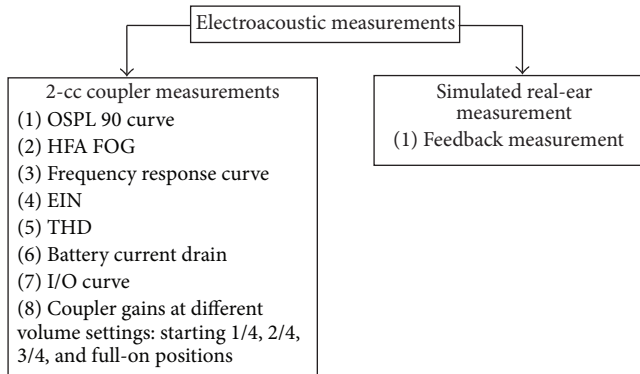 Electroacoustic measurements
2-cc coupler measurements
(1) OSPL 90 curve
(2) HFA FOG
(3) Frequency response curve
(4) EIN
(5) THD
(6) Battery current drain
(7) I/O curve
(8) Coupler gains at different
volume settings: starting 1/4, 2/4,
3/4, and full-on positions
Simulated real-ear
measurement
(1) Feedback measurement